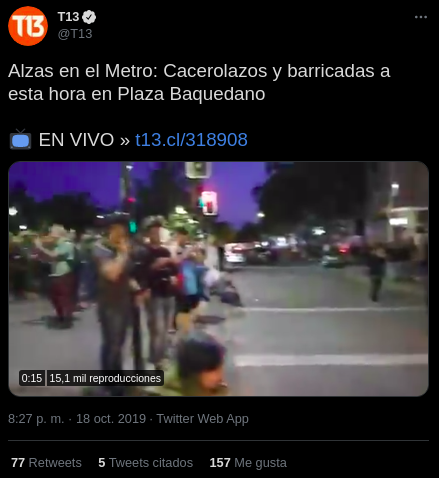 T13
T13
@T13
Alzas en el Metro: Cacerolazos y barricadas a
esta hora en Plaza Baquedano
EN VIVO » t13.cl/318908
0:15 15,1 mil reproducciones
8:27 p. m. · 18 oct. 2019 · Twitter Web App
77 Retweets 5 Tweets citados 157 Me gusta